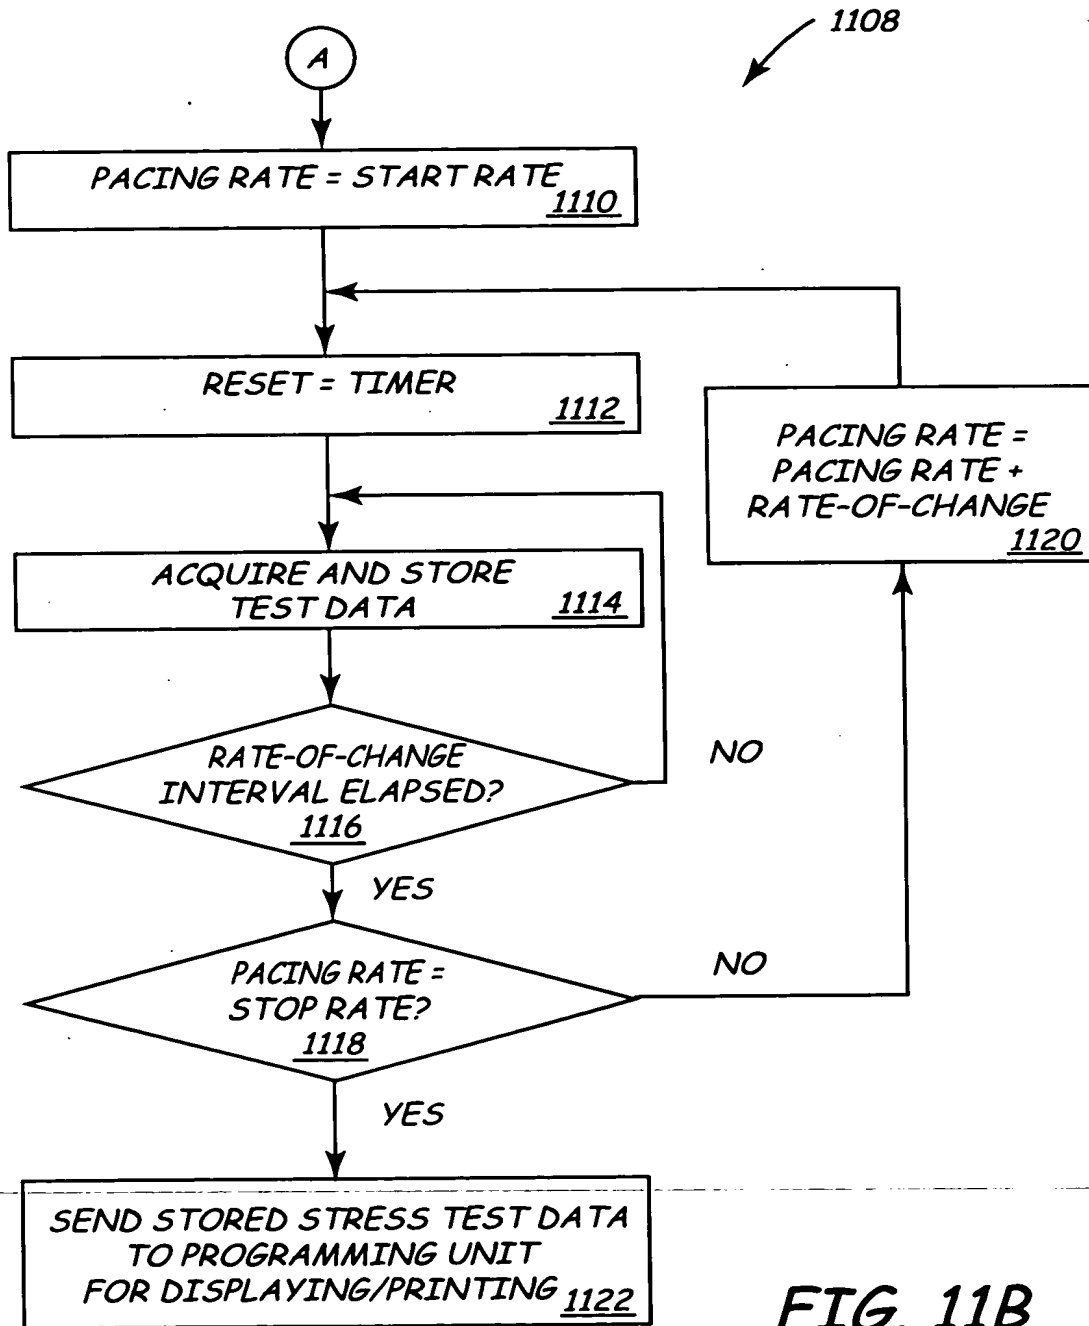 1108
A
PACING RATE = START RATE
1110
RESET = TIMER
1112
PACING RATE =
PACING RATE +
RATE-OF-CHANGE
1120
ACQUIRE AND STORE
TEST DATA
1114
RATE-OF-CHANGE
INTERVAL ELAPSED?
1116
NO
YES
PACING RATE =
STOP RATE?
1118
NO
YES
SEND STORED STRESS TEST DATA
TO PROGRAMMING UNIT
FOR DISPLAYING/PRINTING
1122
FIG. 11B